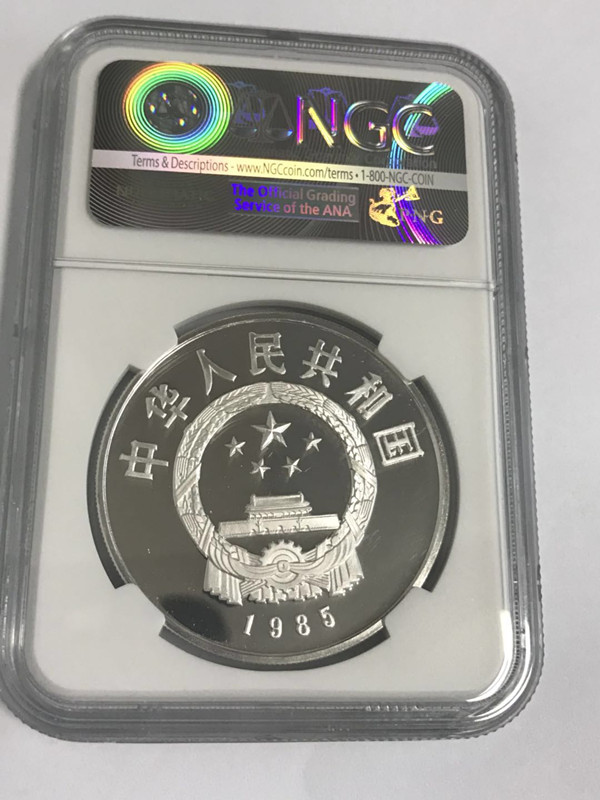 NGC
Terms & Descriptions - www.NGCcoin.com/terms • 1-800-NGC-COIN
The Official Grading
Service of the ANA
PNG
中华人民共和国
1985